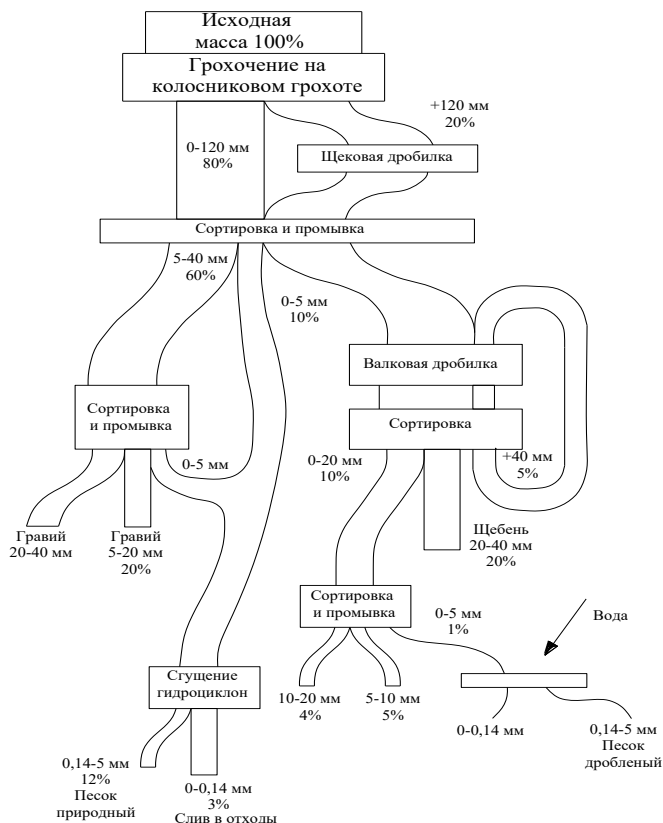 Исходная
масса 100%
Грохочение на
колосниковом грохоте
+120 мм
20%
0-120 мм
80%
Щековая дробилка
Сортировка и промывка
5-40 мм
60%
0-5 мм
10%
Валковая дробилка
Сортировка
и промывка
Сортировка
0-5 мм
0-20 мм
10%
+40 мм
5%
Гравий
20-40 мм
Гравий
5-20 мм
20%
Щебень
20-40 мм
20%
Сортировка
и промывка
0-5 мм
1%
Вода
Сгущение
гидроциклон
10-20 мм
4%
5-10 мм
5%
0-0,14 мм
0,14-5 мм
Песок
дробленый
0,14-5 мм
12%
Песок
природный
0-0,14 мм
3%
Слив в отходы